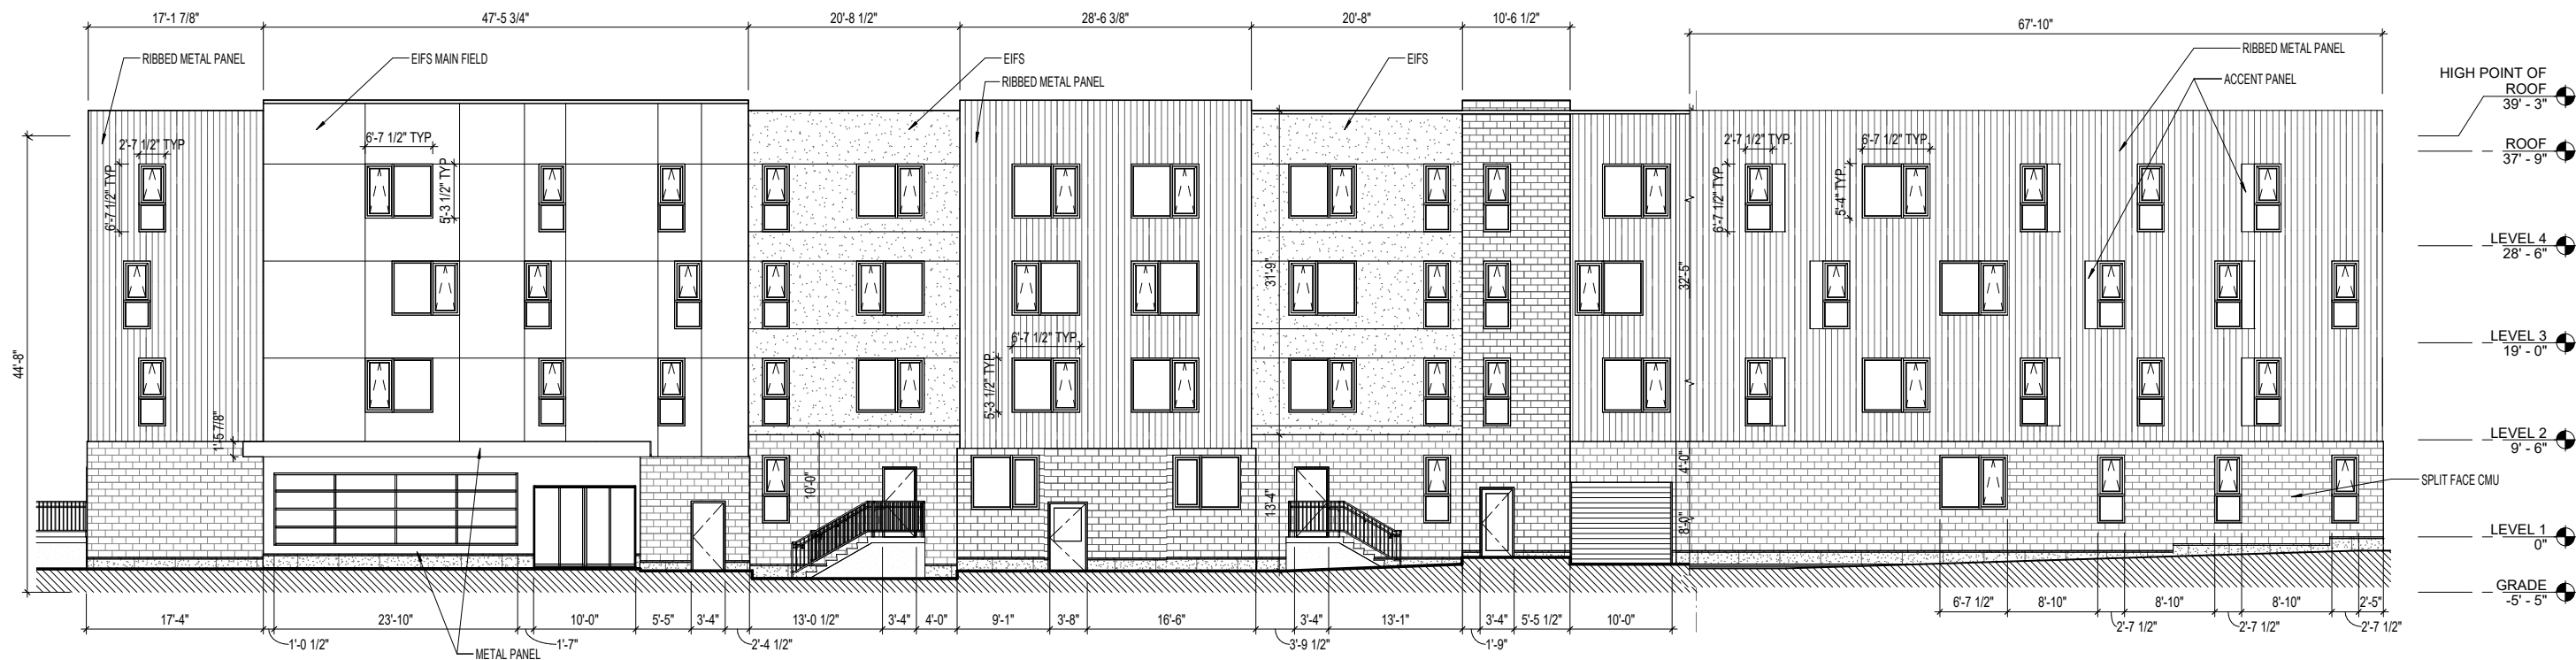 17'-1 7/8"
47'-5 3/4"
20'-8 1/2"
28'-6 3/8"
20'-8"
10'-6 1/2"
67'-10"
RIBBED METAL PANEL
EIFS MAIN FIELD
EIFS
RIBBED METAL PANEL
EIFS
RIBBED METAL PANEL
ACCENT PANEL
HIGH POINT OF
ROOF
39' - 3"
ROOF
37' - 9"
LEVEL 4
28' - 6"
LEVEL 3
19' - 0"
LEVEL 2
9' - 6"
SPLIT FACE CMU
LEVEL 1
0"
GRADE
-5' - 5"
2'-7 1/2" TYP.
6'-7 1/2" TYP.
6'-7 1/2" TYP.
5'-3 1/2" TYP.
2'-7 1/2" TYP.
6'-7 1/2" TYP.
6'-7 1/2" TYP.
5'-4" TYP.
44'-8"
31'-9"
32'-5"
6'-7 1/2" TYP.
5'-3 1/2" TYP.
1'-5 7/8"
10'-0"
13'-4"
4'-0"
8'-0"
17'-4"
1'-0 1/2"
23'-10"
1'-7"
10'-0"
5'-5"
3'-4"
2'-4 1/2"
13'-0 1/2"
3'-4"
4'-0"
9'-1"
3'-8"
16'-6"
3'-9 1/2"
3'-4"
13'-1"
1'-9"
3'-4"
5'-5 1/2"
10'-0"
6'-7 1/2"
8'-10"
2'-7 1/2"
8'-10"
2'-7 1/2"
8'-10"
2'-7 1/2"
2'-5"
METAL PANEL